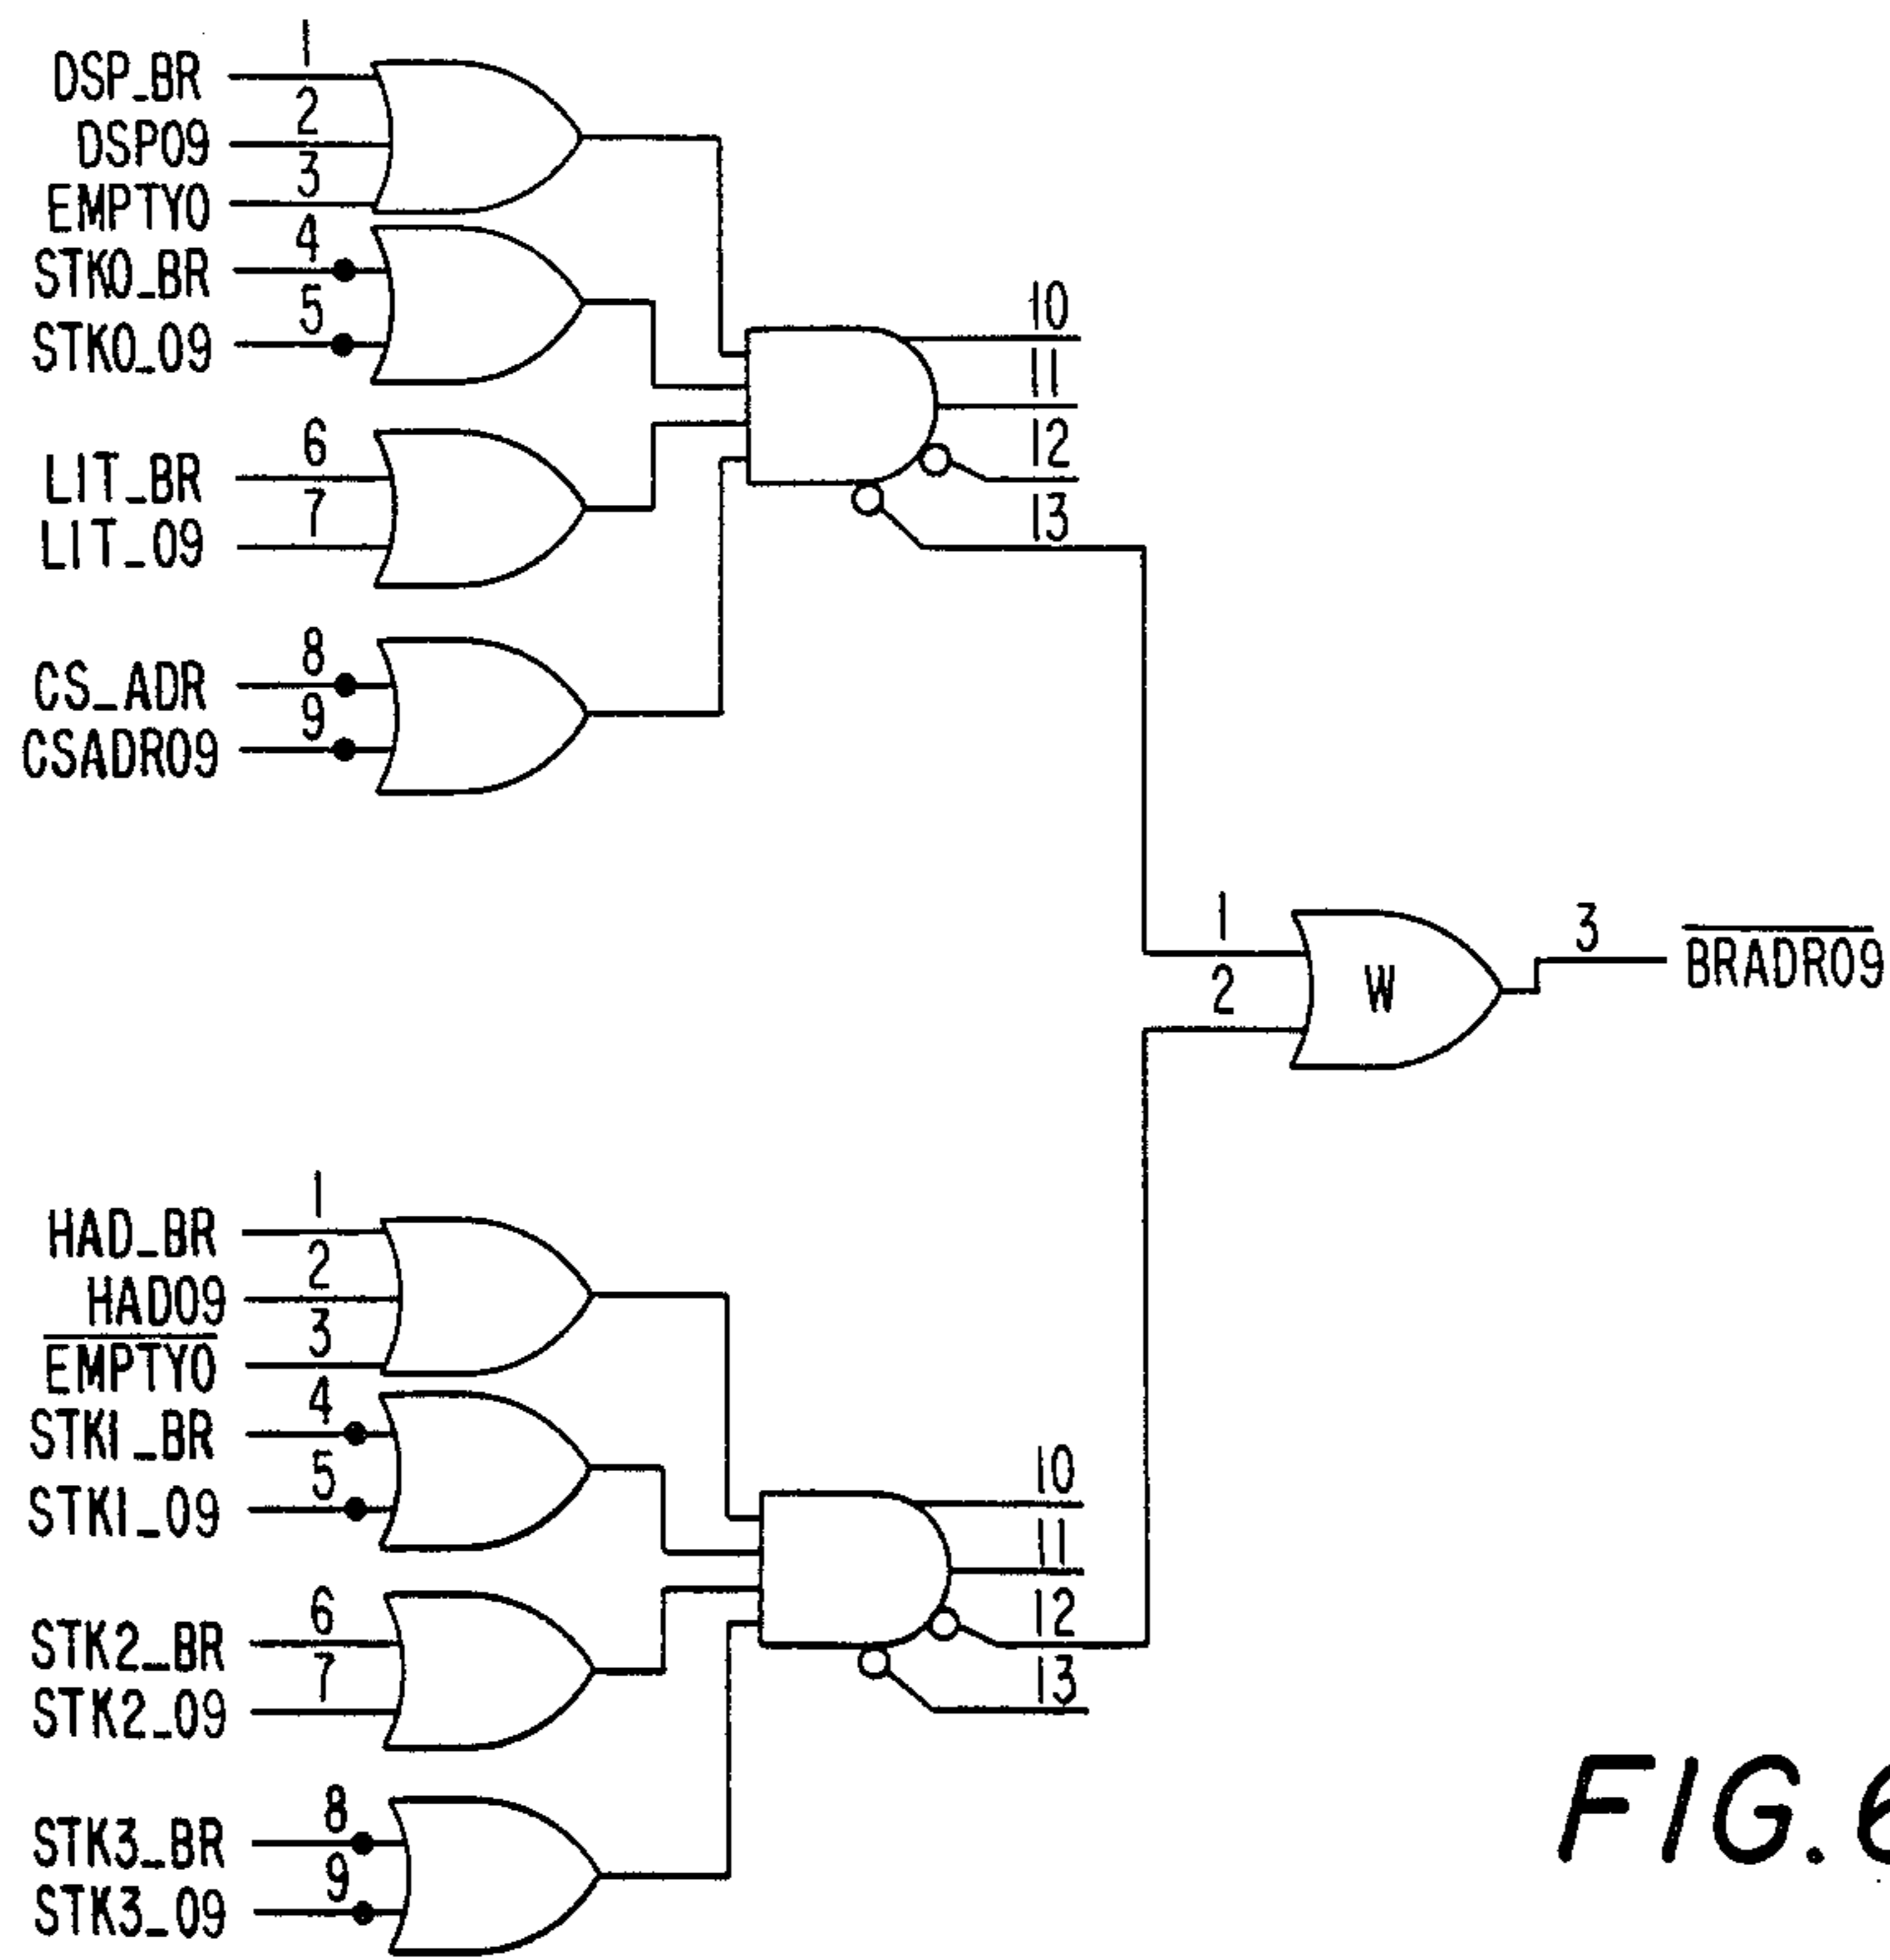 1
DSP_BR
2
DSP09
3
EMPTY0
4
STK0_BR
5
STK0_09
6
LIT_BR
7
LIT_09
8
CS_ADR
9
CSADR09
10
11
12
13
1
2
W
3
BRADR09
1
HAD_BR
2
HAD09
3
EMPTY0
4
STK1_BR
5
STK1_09
6
STK2_BR
7
STK2_09
8
STK3_BR
9
STK3_09
10
11
12
13
FIG.6